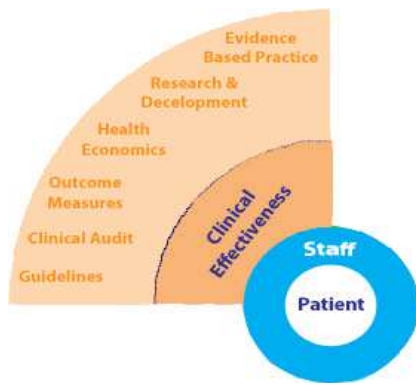 Evidence
Based Practice
Research &
Decelopment
Health
Economics
Outcome
Measures
Clinical Audit
Guidelines
Clinical
Effectiveness
Staff
Patient